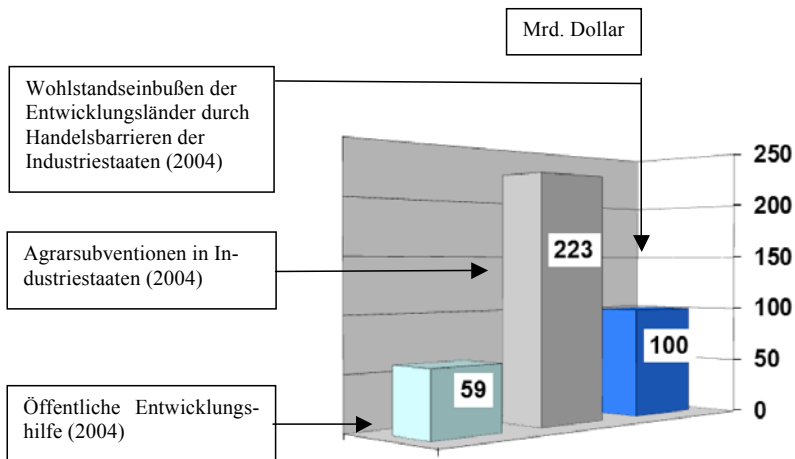 Mrd. Dollar
Wohlstandseinbußen der
Entwicklungsländer durch
Handelsbarrieren der
Industriestaaten (2004)
Agrarsubventionen in In-
dustriestaaten (2004)
Öffentliche Entwicklungs-
hilfe (2004)
59
223
100
250
200
150
100
50
0